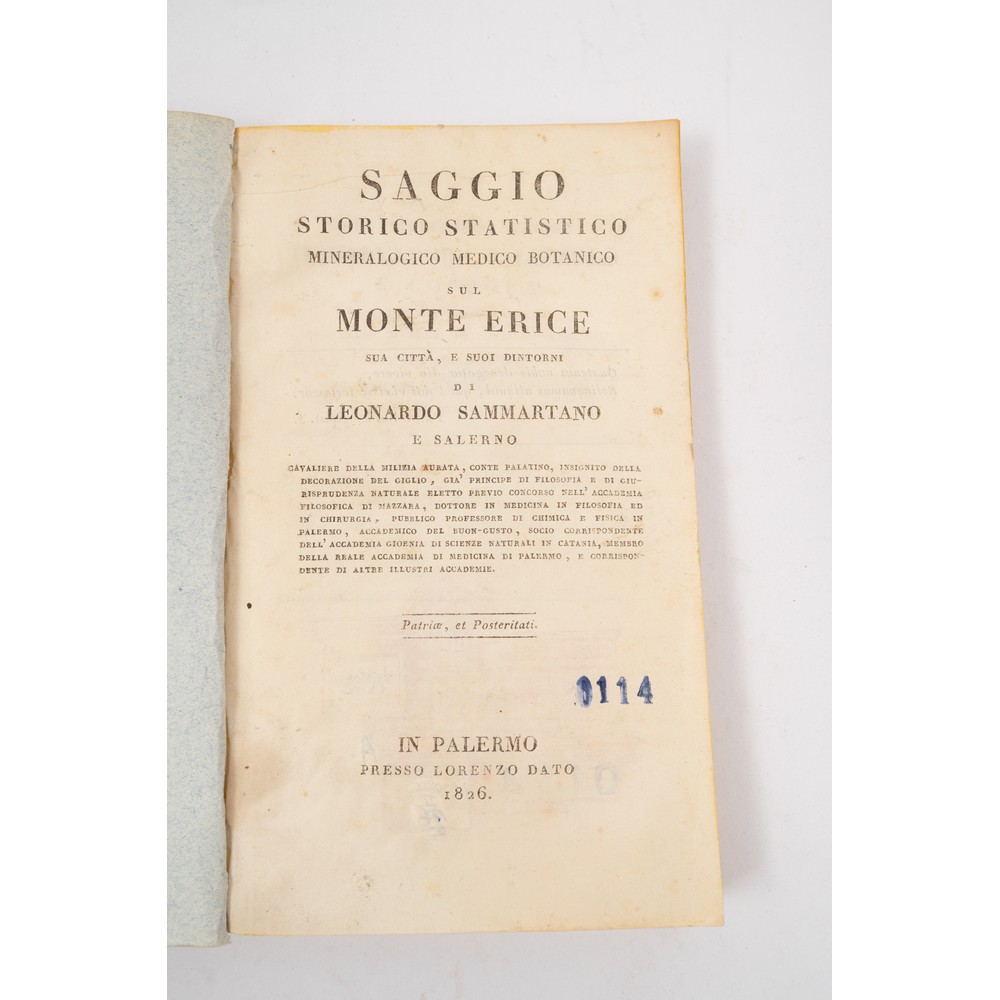 SAGGIO
STORICO STATISTICO
MINERALOGICO MEDICO BOTANICO
SUL
MONTE ERICE
SUA CITTÀ, E SUOI DINTORNI
DI
LEONARDO SAMMARTANO
E SALERNO
CAVALIERE DELLA MILIZIA AURATA, CONTE PALATINO, INSIGNITO DELLA
DECORAZIONE DEL GIGLIO, GIA' PRINCIPE DI FILOSOFIA E DI GIU-
RISPRUDENZA NATURALE ELETTO PREVIO CONCORSO NELL'ACCADEMIA
FILOSOFICA DI MAZZARA, DOTTORE IN MEDICINA IN FILOSOFIA ED
IN CHIRURGIA, PUBBLICO PROFESSORE DI CHIMICA E FISICA IN
PALERMO, ACCADEMICO DEL BUON-GUSTO, SOCIO CORRISPONDENTE
DELL'ACCADEMIA GIOENIA DI SCIENZE NATURALI IN CATANIA, MEMBRO
DELLA REALE ACCADEMIA DI MEDICINA DI PALERMO, E CORRISPON-
DENTE DI ALTRE ILLUSTRI ACCADEMIE.
Patriæ, et Posteritati.
0114
IN PALERMO
PRESSO LORENZO DATO
1826.